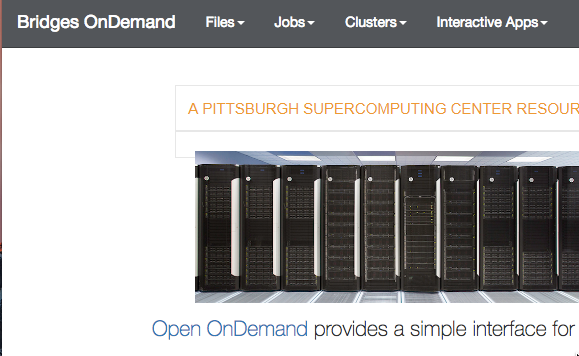 Bridges OnDemand Files Jobs Clusters Interactive Apps
A PITTSBURGH SUPERCOMPUTING CENTER RESOUR
Open OnDemand provides a simple interface for